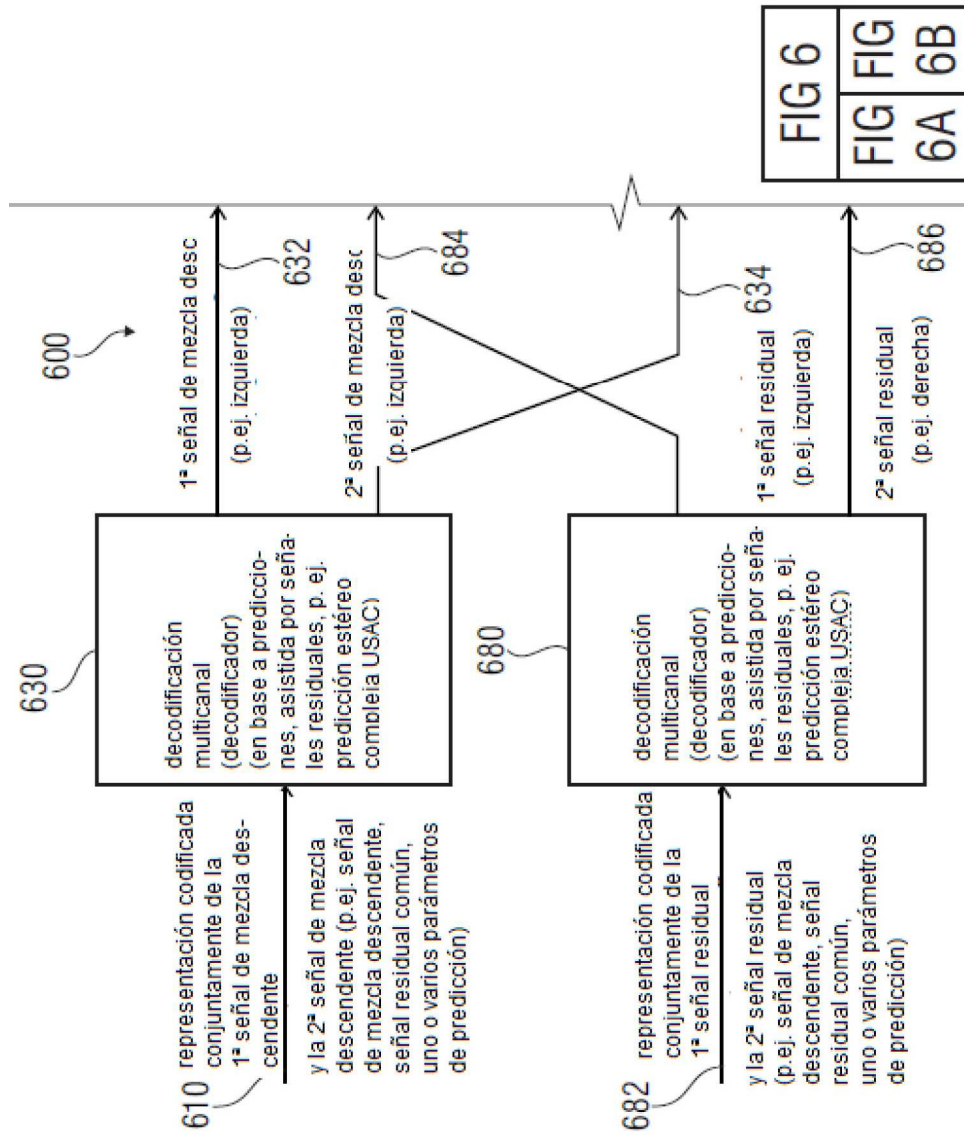 600
610
representación codificada
conjuntamente de la
1ª señal de mezcla des-
cendente
y la 2ª señal de mezcla
descendente (p.ej. señal
de mezcla descendente,
señal residual común,
uno o varios parámetros
de predicción)
630
decodificación
multicanal
(decodificador)
(en base a prediccio-
nes, asistida por seña-
les residuales, p. ej.
predicción estéreo
compleja USAC)
1ª señal de mezcla desc
(p.ej. izquierda)
632
2ª señal de mezcla desc
(p.ej. izquierda)
684
682
representación codificada
conjuntamente de la
1ª señal residual
y la 2ª señal residual
(p.ej. señal de mezcla
descendente, señal
residual común,
uno o varios parámetros
de predicción)
680
decodificación
multicanal
(decodificador)
(en base a prediccio-
nes, asistida por seña-
les residuales, p. ej.
predicción estéreo
compleja USAC)
634
1ª señal residual
(p.ej. izquierda)
2ª señal residual
(p.ej. derecha)
686
FIG 6
FIG 6A
FIG 6B